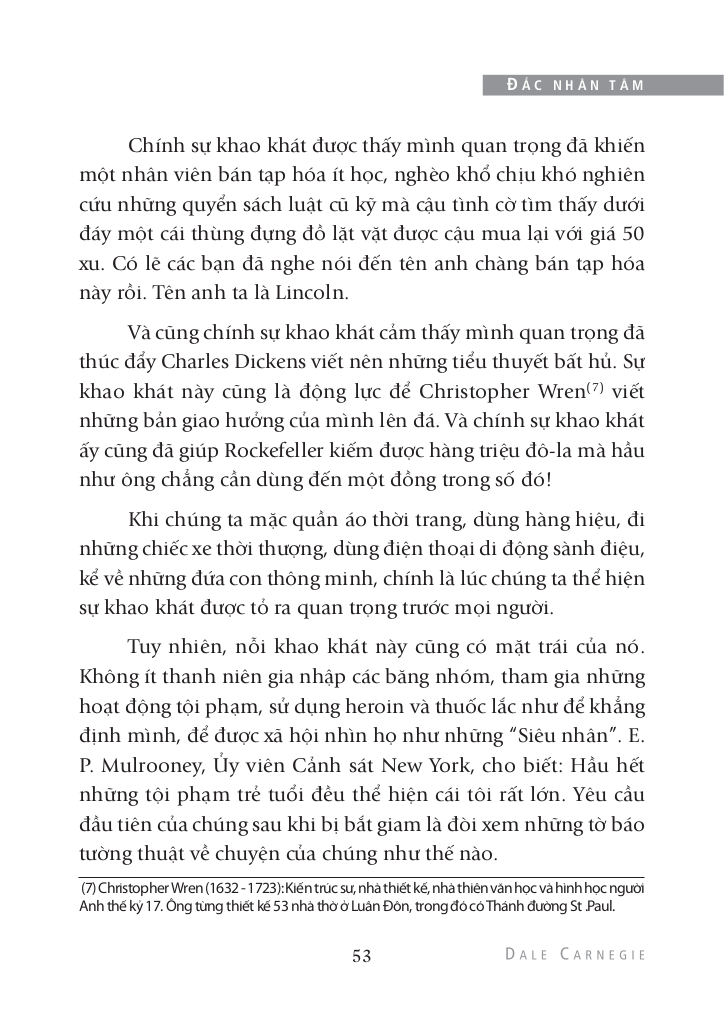 ĐẮC NHÂN TÂM
Chính sự khao khát được thấy mình quan trọng đã khiến
một nhân viên bán tạp hóa ít học, nghèo khổ chịu khó nghiên
cứu những quyển sách luật cũ kỹ mà cậu tình cờ tìm thấy dưới
đáy một cái thùng đựng đồ lặt vặt được cậu mua lại với giá 50
xu. Có lẽ các bạn đã nghe nói đến tên anh chàng bán tạp hóa
này rồi. Tên anh ta là Lincoln.
Và cũng chính sự khao khát cảm thấy mình quan trọng đã
thúc đẩy Charles Dickens viết nên những tiểu thuyết bất hủ. Sự
khao khát này cũng là động lực để Christopher Wren(7) viết
những bản giao hưởng của mình lên đá. Và chính sự khao khát
ấy cũng đã giúp Rockefeller kiếm được hàng triệu đô-la mà hầu
như ông chẳng cần dùng đến một đồng trong số đó!
Khi chúng ta mặc quần áo thời trang, dùng hàng hiệu, đi
những chiếc xe thời thượng, dùng điện thoại di động sành điệu,
kể về những đứa con thông minh, chính là lúc chúng ta thể hiện
sự khao khát được tỏ ra quan trọng trước mọi người.
Tuy nhiên, nỗi khao khát này cũng có mặt trái của nó.
Không ít thanh niên gia nhập các băng nhóm, tham gia những
hoạt động tội phạm, sử dụng heroin và thuốc lắc như để khẳng
định mình, để được xã hội nhìn họ như những “Siêu nhân”. E.
P. Mulrooney, Ủy viên Cảnh sát New York, cho biết: Hầu hết
những tội phạm trẻ tuổi đều thể hiện cái tôi rất lớn. Yêu cầu
đầu tiên của chúng sau khi bị bắt giam là đòi xem những tờ báo
tường thuật về chuyện của chúng như thế nào.
(7) Christopher Wren (1632 - 1723): Kiến trúc sư, nhà thiết kế, nhà thiên văn học và hình học người
Anh thế kỷ 17. Ông từng thiết kế 53 nhà thờ ở Luân Đôn, trong đó có Thánh đường St .Paul.
53
DALE CARNEGIE